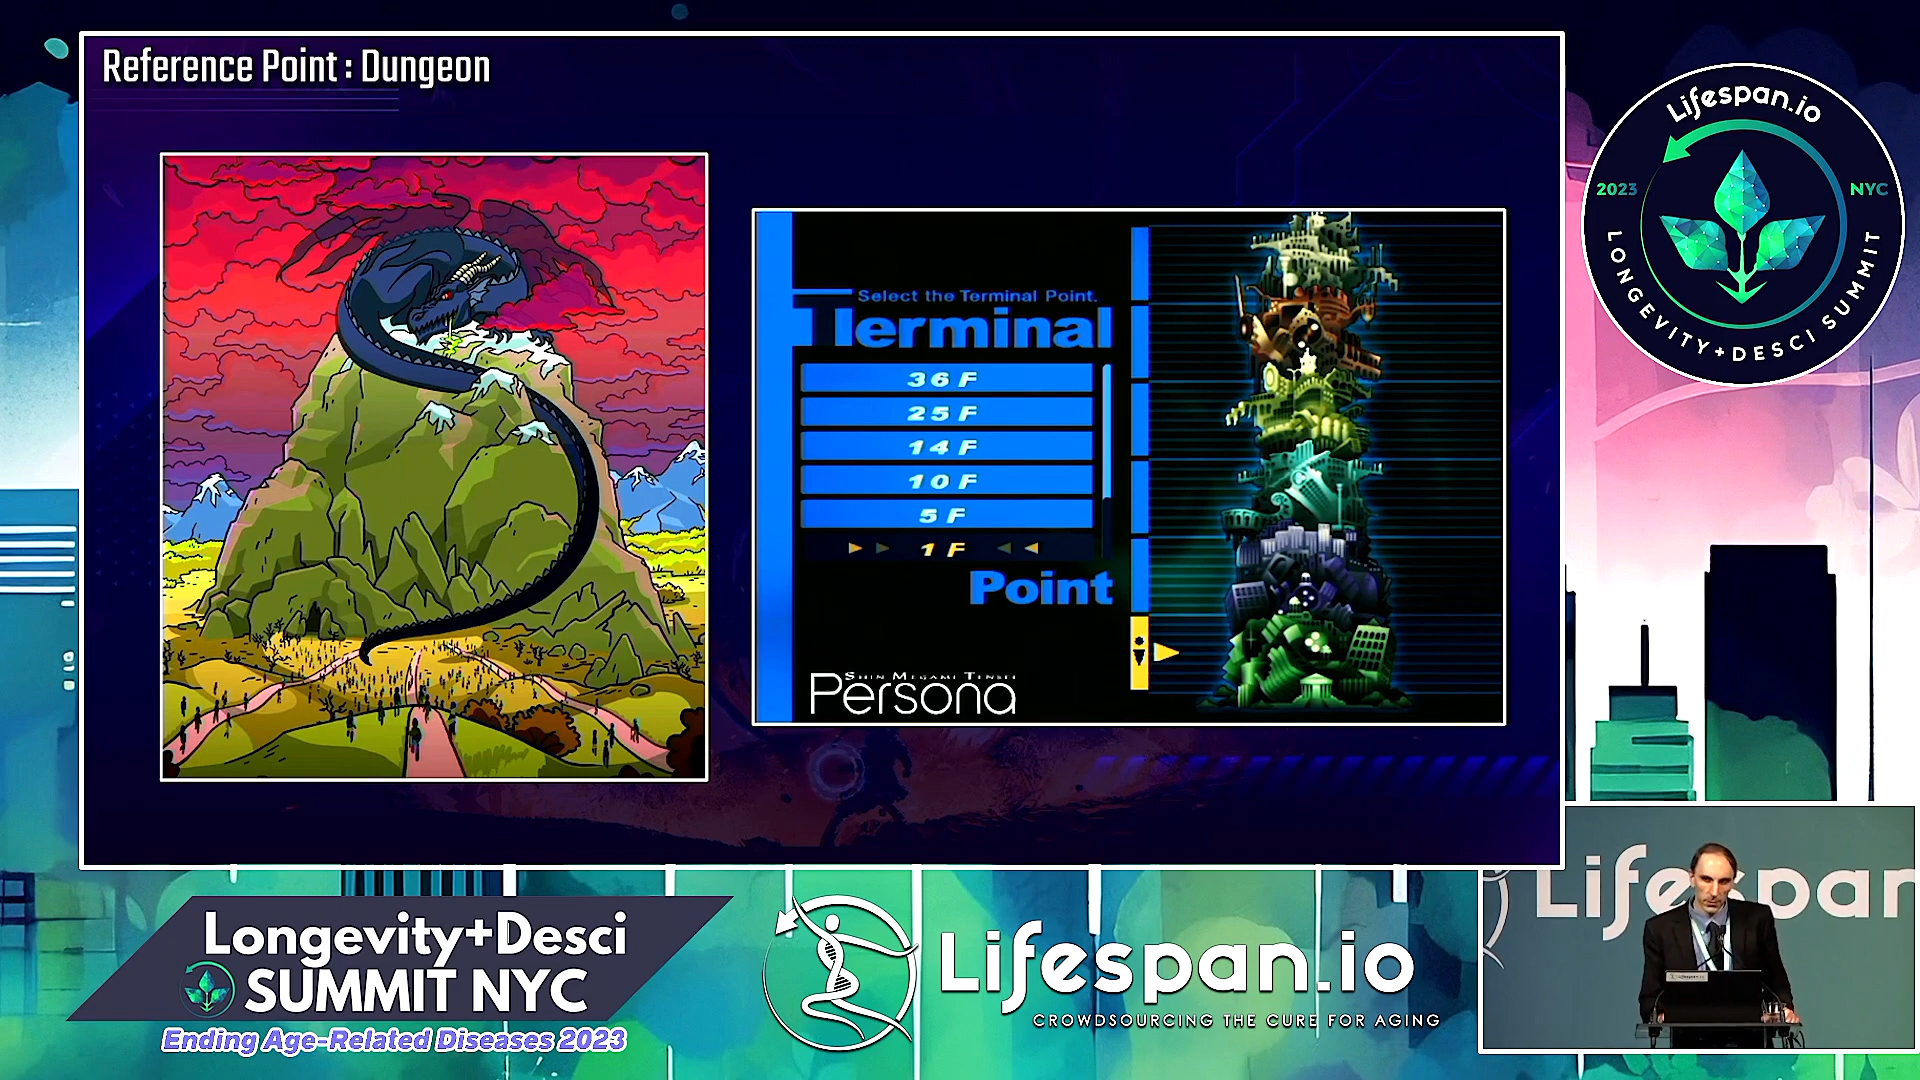 Reference Point : Dungeon
Select the Terminal Point.
Terminal
36 F
25 F
14 F
10 F
5 F
1 F
Point
SHIN MEGAMI TENSEI
Persona
Lifespan.io
2023
NYC
LONGEVITY+DESCI SUMMIT
Longevity+Desci
SUMMIT NYC
Ending Age-Related Diseases 2023
Lifespan.io
CROWDSOURCING THE CURE FOR AGING
Lifespan